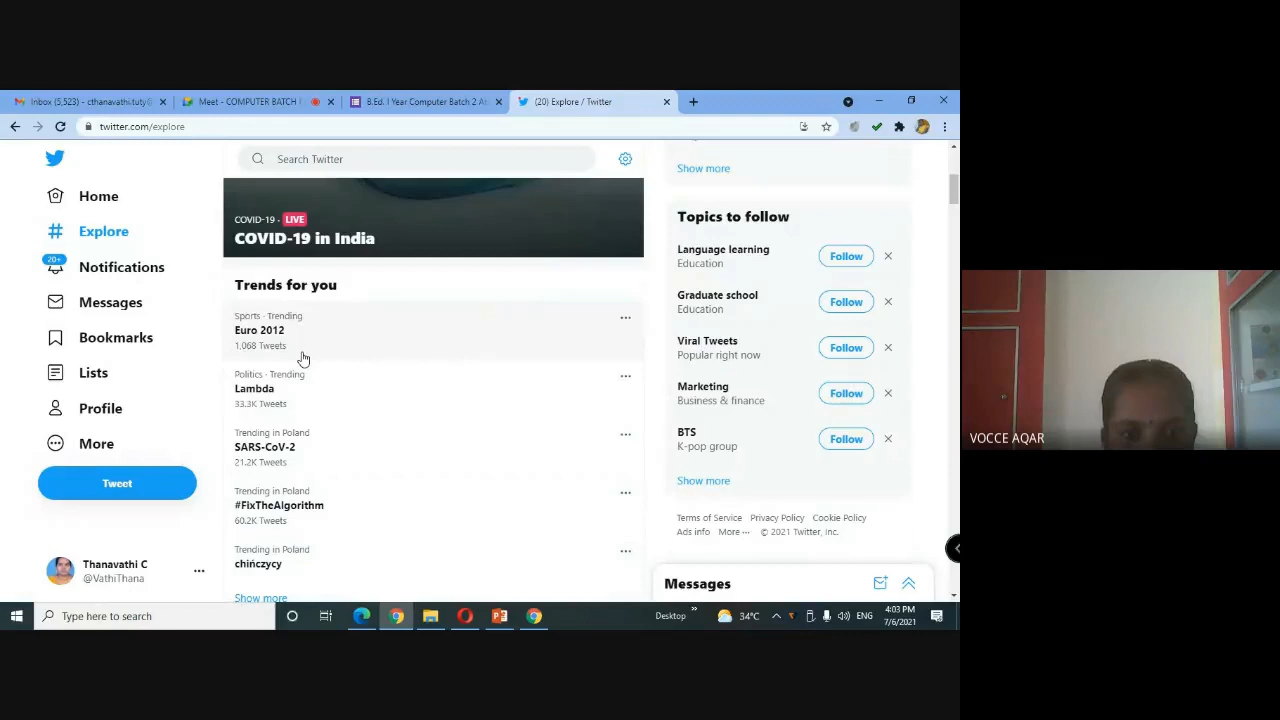 Inbox (5,523) - cthanavathi.tuty@
Meet - COMPUTER BATCH
B.Ed. I Year Computer Batch 2 A
(20) Explore / Twitter
twitter.com/explore
Search Twitter
Home
Explore
20+
Notifications
Messages
Bookmarks
Lists
Profile
More
Tweet
Thanavathi C
@VathiThana
COVID-19 · LIVE
COVID-19 in India
Trends for you
Sports · Trending
Euro 2012
1,068 Tweets
Politics · Trending
Lambda
33.3K Tweets
Trending in Poland
SARS-CoV-2
21.2K Tweets
Trending in Poland
#FixTheAlgorithm
60.2K Tweets
Trending in Poland
chińczycy
Show more
Show more
Topics to follow
Language learning
Education
Follow
Graduate school
Education
Follow
Viral Tweets
Popular right now
Follow
Marketing
Business & finance
Follow
BTS
K-pop group
Follow
Show more
Terms of Service Privacy Policy Cookie Policy
Ads info More ··· © 2021 Twitter, Inc.
Messages
Type here to search
Desktop
34°C
ENG
4:03 PM
7/6/2021
VOCCE AQAR